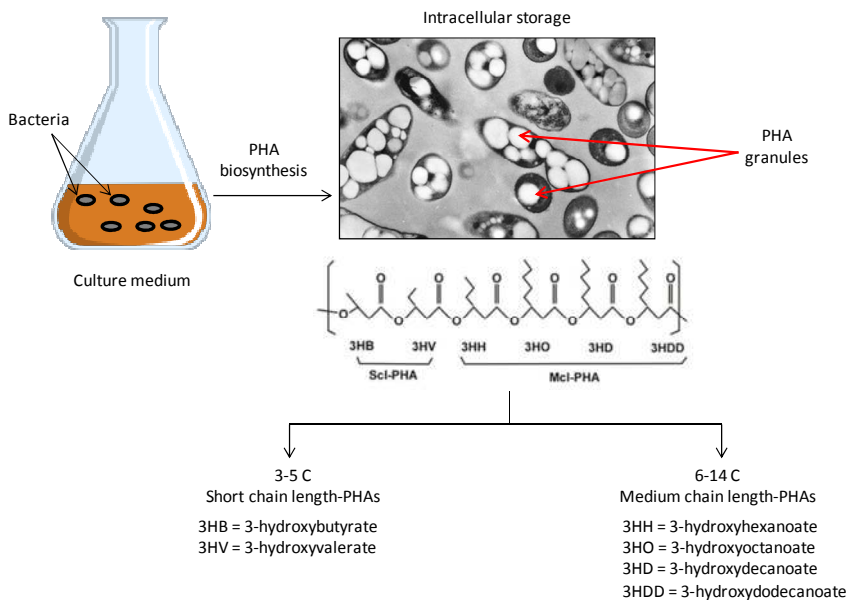 Intracellular storage
Bacteria
PHA
biosynthesis
PHA
granules
Culture medium
O O O O O O
O O O O O O
3HB 3HV 3HH 3HO 3HD 3HDD
Scl-PHA Mcl-PHA
3-5 C
Short chain length-PHAs
3HB = 3-hydroxybutyrate
3HV = 3-hydroxyvalerate
6-14 C
Medium chain length-PHAs
3HH = 3-hydroxyhexanoate
3HO = 3-hydroxyoctanoate
3HD = 3-hydroxydecanoate
3HDD = 3-hydroxydodecanoate